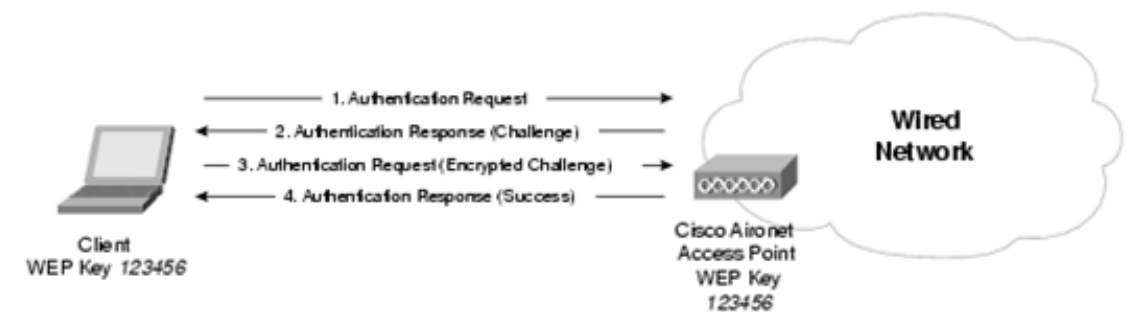 1. Authentication Request
2. Authentication Response (Challenge)
3. Authentication Request (Encrypted Challenge)
4. Authentication Response (Success)
Client
WEP Key 123456
Wired
Network
Cisco Aironet
Access Point
WEP Key
123456